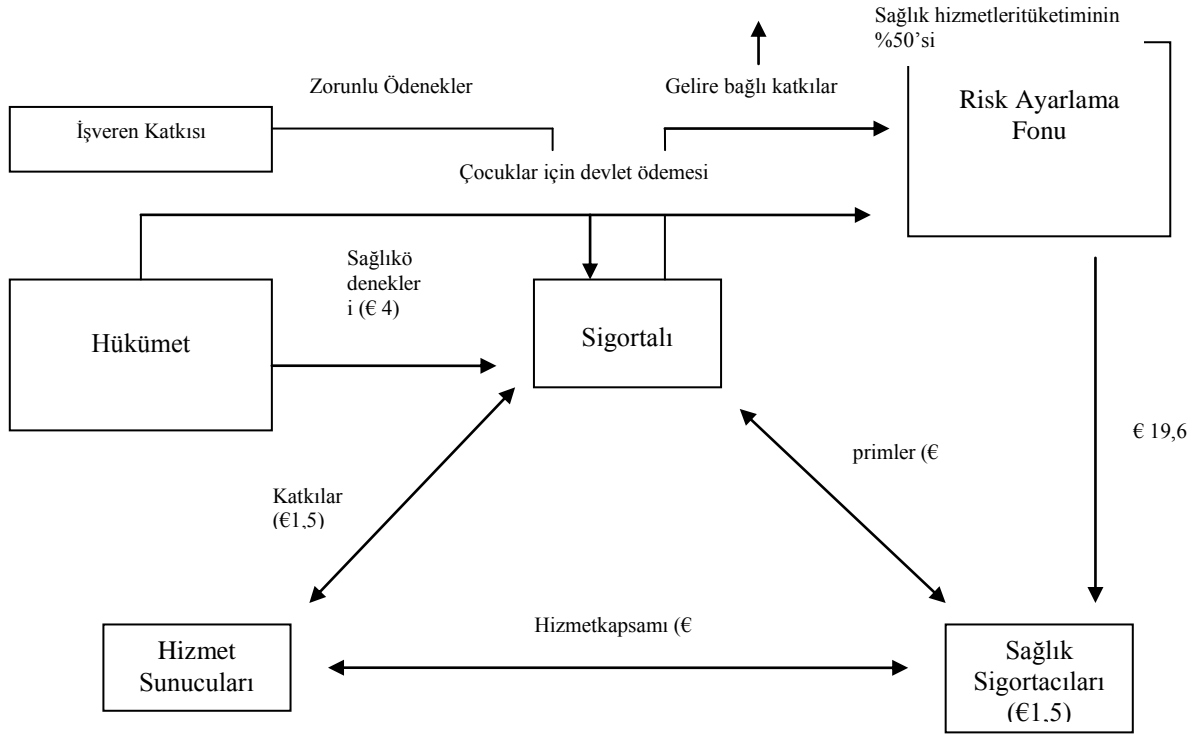 Sağlık hizmetleritüketiminin
%50'si
Zorunlu Ödenekler
Gelire bağlı katkılar
Risk Ayarlama
Fonu
İşveren Katkısı
Çocuklar için devlet ödemesi
Sağlıkö
denekler
i (€ 4)
Hükümet
Sigortalı
€ 19,6
primler (€
Katkılar
(€1,5)
Hizmetkapsamı (€
Hizmet
Sunucuları
Sağlık
Sigortacıları
(€1,5)